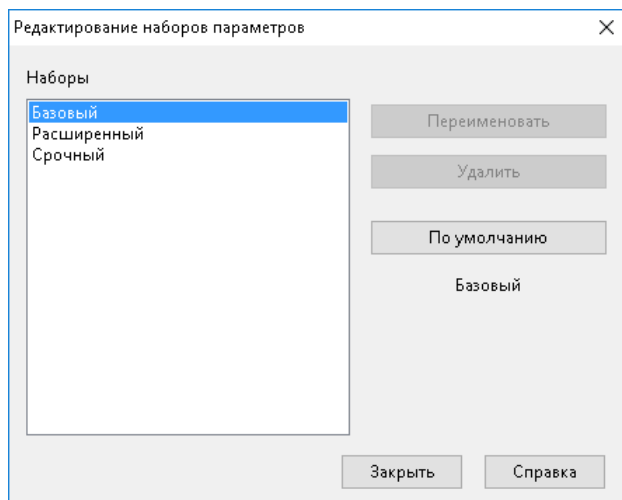 Редактирование наборов параметров
Наборы
Базовый
Расширенный
Срочный
Переименовать
Удалить
По умолчанию
Базовый
Закрыть
Справка